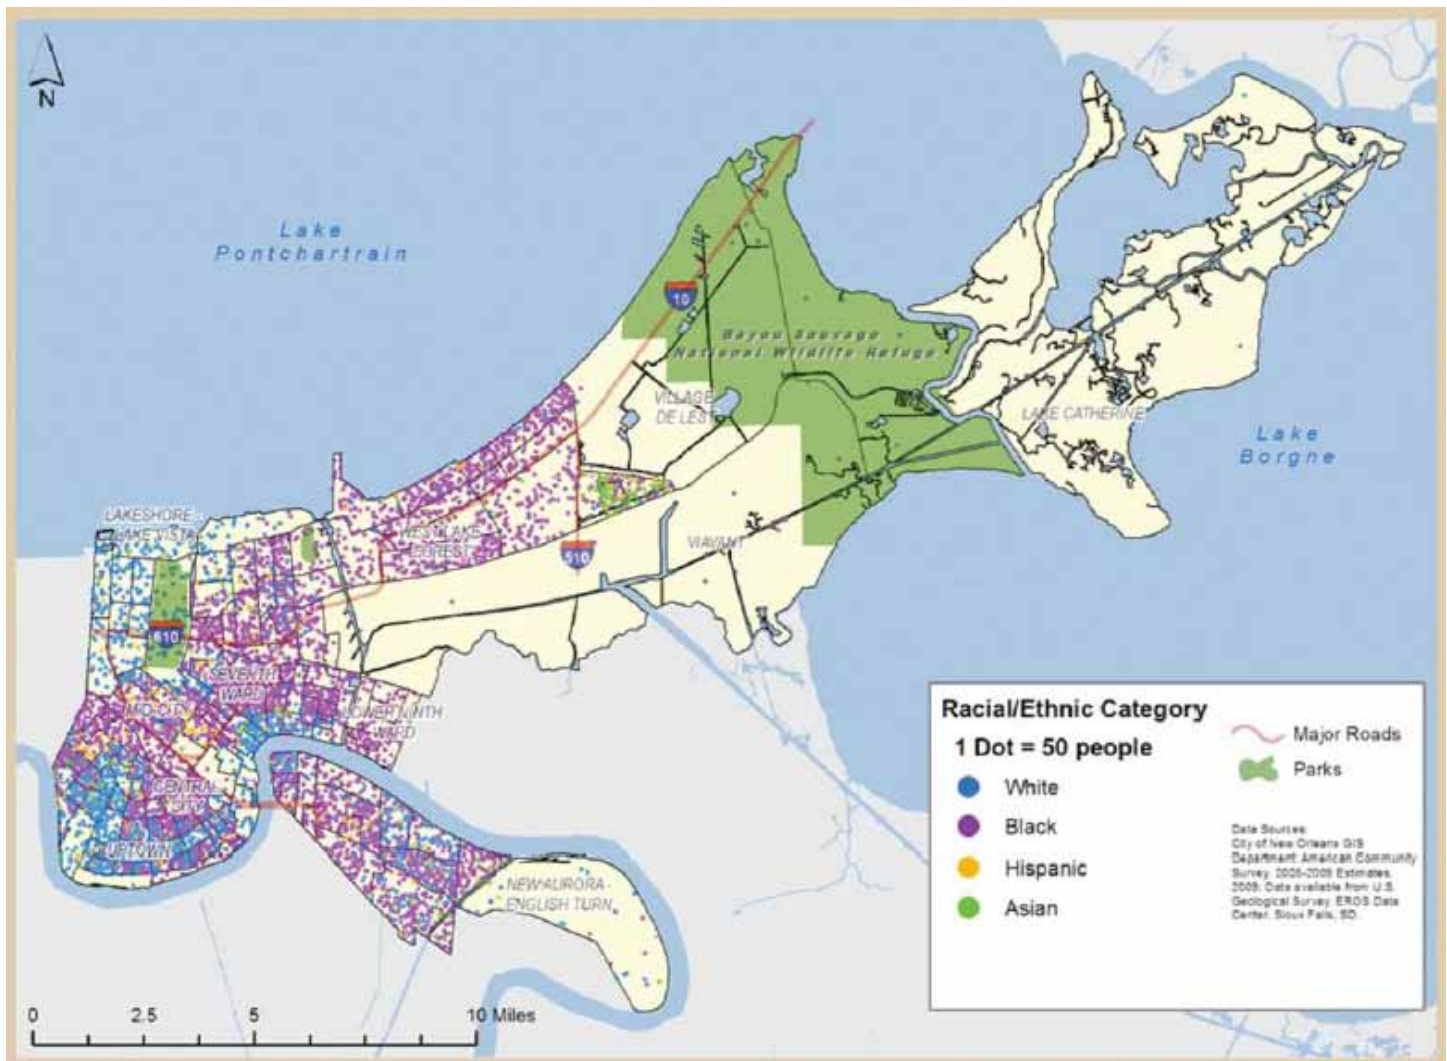 N
Lake
Pontchartrain
10
Bayou Sauvage
National Wildlife Refuge
VILLAGE
DE LEST
LAKE CATHERINE
Lake
Borgne
LAKESHORE -
LAKE VISTA
WEST LAKE
FOREST
510
VIAVANT
610
SEVENTH
WARD
MID-CITY
LOWER NINTH
WARD
CENTRAL
CITY
UPTOWN
NEW AURORA -
ENGLISH TURN
0 2.5 5 10 Miles
Racial/Ethnic Category
1 Dot = 50 people
White
Black
Hispanic
Asian
Major Roads
Parks
Data Sources:
City of New Orleans GIS
Department: American Community
Survey, Estimates,
2009; Data available from U.S.
Geological Survey, EROS Data
Center, Sioux Falls, SD.